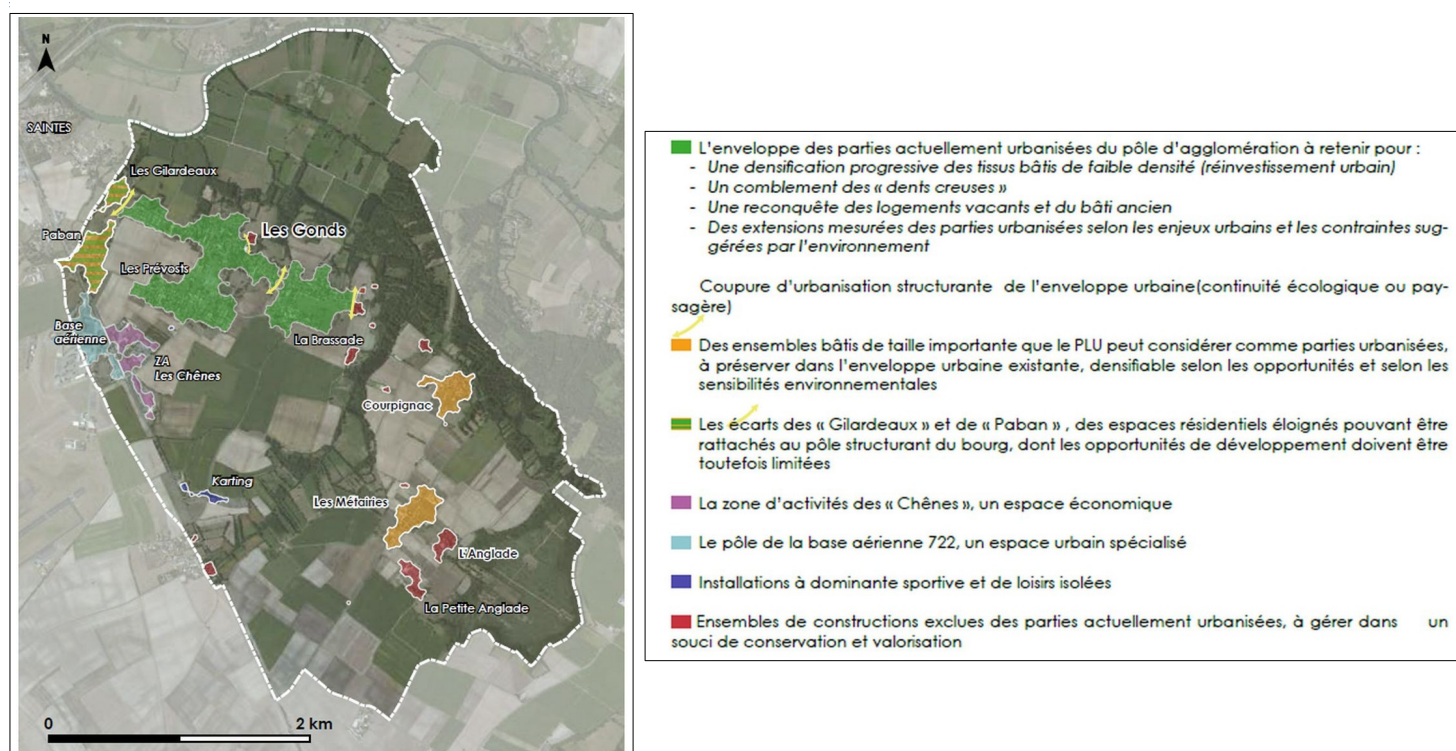 N
SAINTES
Les Gilardeaux
Paban
Les Gonds
Les Prévosts
Base
aérienne
La Brassade
ZA
Les Chênes
Courpignac
Karting
Les Métairies
L'Anglade
La Petite Anglade
0 2 km
L'enveloppe des parties actuellement urbanisées du pôle d'agglomération à retenir pour :
- Une densification progressive des tissus bâtis de faible densité (réinvestissement urbain)
- Un comblement des « dents creuses »
- Une reconquête des logements vacants et du bâti ancien
- Des extensions mesurées des parties urbanisées selon les enjeux urbains et les contraintes sug-
gérées par l'environnement
Coupure d'urbanisation structurante de l'enveloppe urbaine(continuité écologique ou pay-
sagère)
Des ensembles bâtis de taille importante que le PLU peut considérer comme parties urbanisées,
à préserver dans l'enveloppe urbaine existante, densifiable selon les opportunités et selon les
sensibilités environnementales
Les écarts des « Gilardeaux » et de « Paban » , des espaces résidentiels éloignés pouvant être
rattachés au pôle structurant du bourg, dont les opportunités de développement doivent être
toutefois limitées
La zone d'activités des « Chênes », un espace économique
Le pôle de la base aérienne 722, un espace urbain spécialisé
Installations à dominante sportive et de loisirs isolées
Ensembles de constructions exclues des parties actuellement urbanisées, à gérer dans un
souci de conservation et valorisation